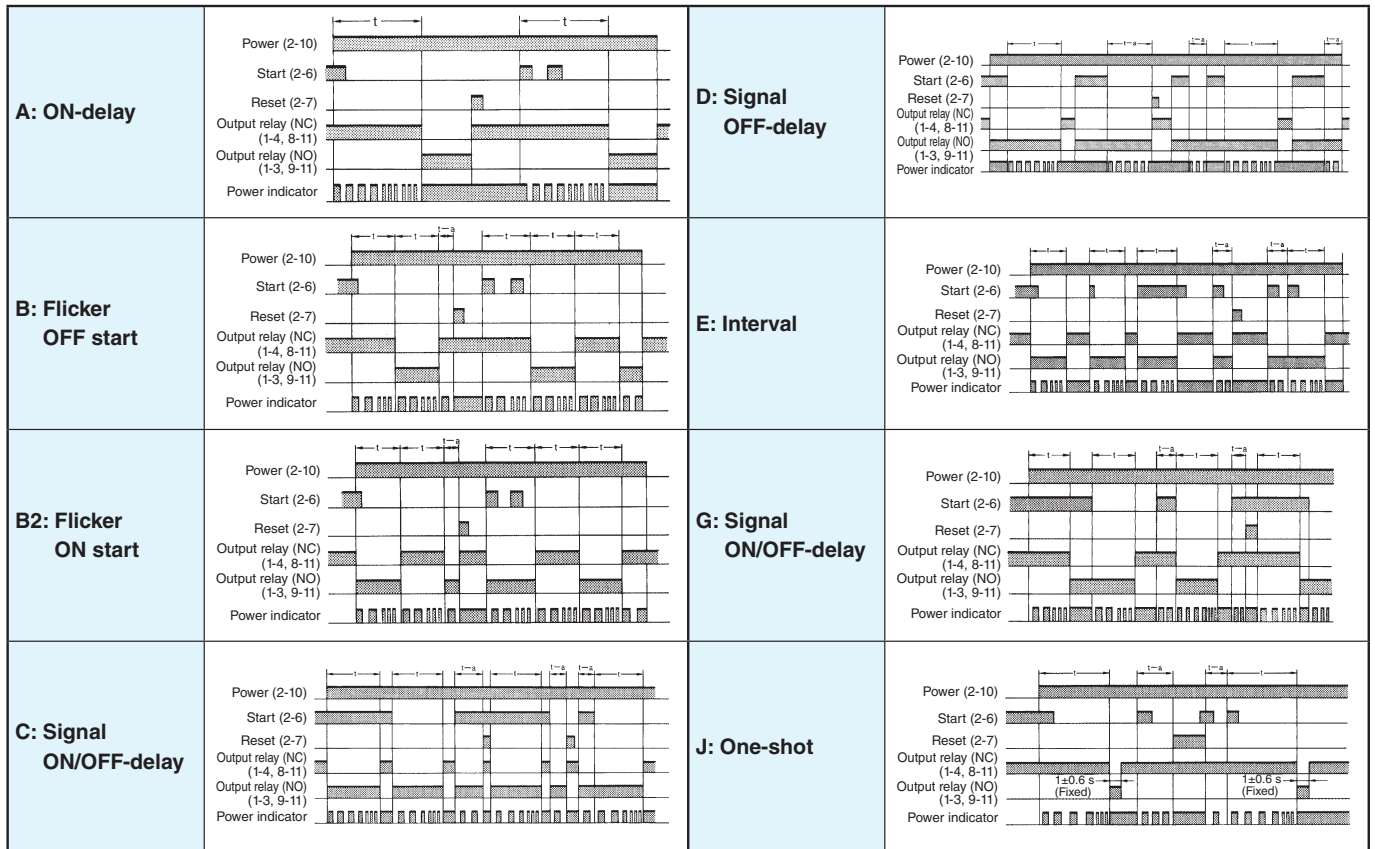 A: ON-delay
t
t
Power (2-10)
Start (2-6)
Reset (2-7)
Output relay (NC)
(1-4, 8-11)
Output relay (NO)
(1-3, 9-11)
Power indicator
B: Flicker
OFF start
t
t
t−a
t
t
t
Power (2-10)
Start (2-6)
Reset (2-7)
Output relay (NC)
(1-4, 8-11)
Output relay (NO)
(1-3, 9-11)
Power indicator
B2: Flicker
ON start
t
t
t−a
t
t
t
Power (2-10)
Start (2-6)
Reset (2-7)
Output relay (NC)
(1-4, 8-11)
Output relay (NO)
(1-3, 9-11)
Power indicator
C: Signal
ON/OFF-delay
t
t
t−a
t
t−a
t−a
t
Power (2-10)
Start (2-6)
Reset (2-7)
Output relay (NC)
(1-4, 8-11)
Output relay (NO)
(1-3, 9-11)
Power indicator
D: Signal
OFF-delay
t
t−a
t−a
t
t−a
Power (2-10)
Start (2-6)
Reset (2-7)
Output relay (NC)
(1-4, 8-11)
Output relay (NO)
(1-3, 9-11)
Power indicator
E: Interval
t
t
t
t−a
t−a
t
Power (2-10)
Start (2-6)
Reset (2-7)
Output relay (NC)
(1-4, 8-11)
Output relay (NO)
(1-3, 9-11)
Power indicator
G: Signal
ON/OFF-delay
t
t
t−a
t
t−a
t
Power (2-10)
Start (2-6)
Reset (2-7)
Output relay (NC)
(1-4, 8-11)
Output relay (NO)
(1-3, 9-11)
Power indicator
J: One-shot
t
t−a
t−a
t
Power (2-10)
Start (2-6)
Reset (2-7)
Output relay (NC)
(1-4, 8-11)
Output relay (NO)
(1-3, 9-11)
1±0.6 s
(Fixed)
1±0.6 s
(Fixed)
Power indicator